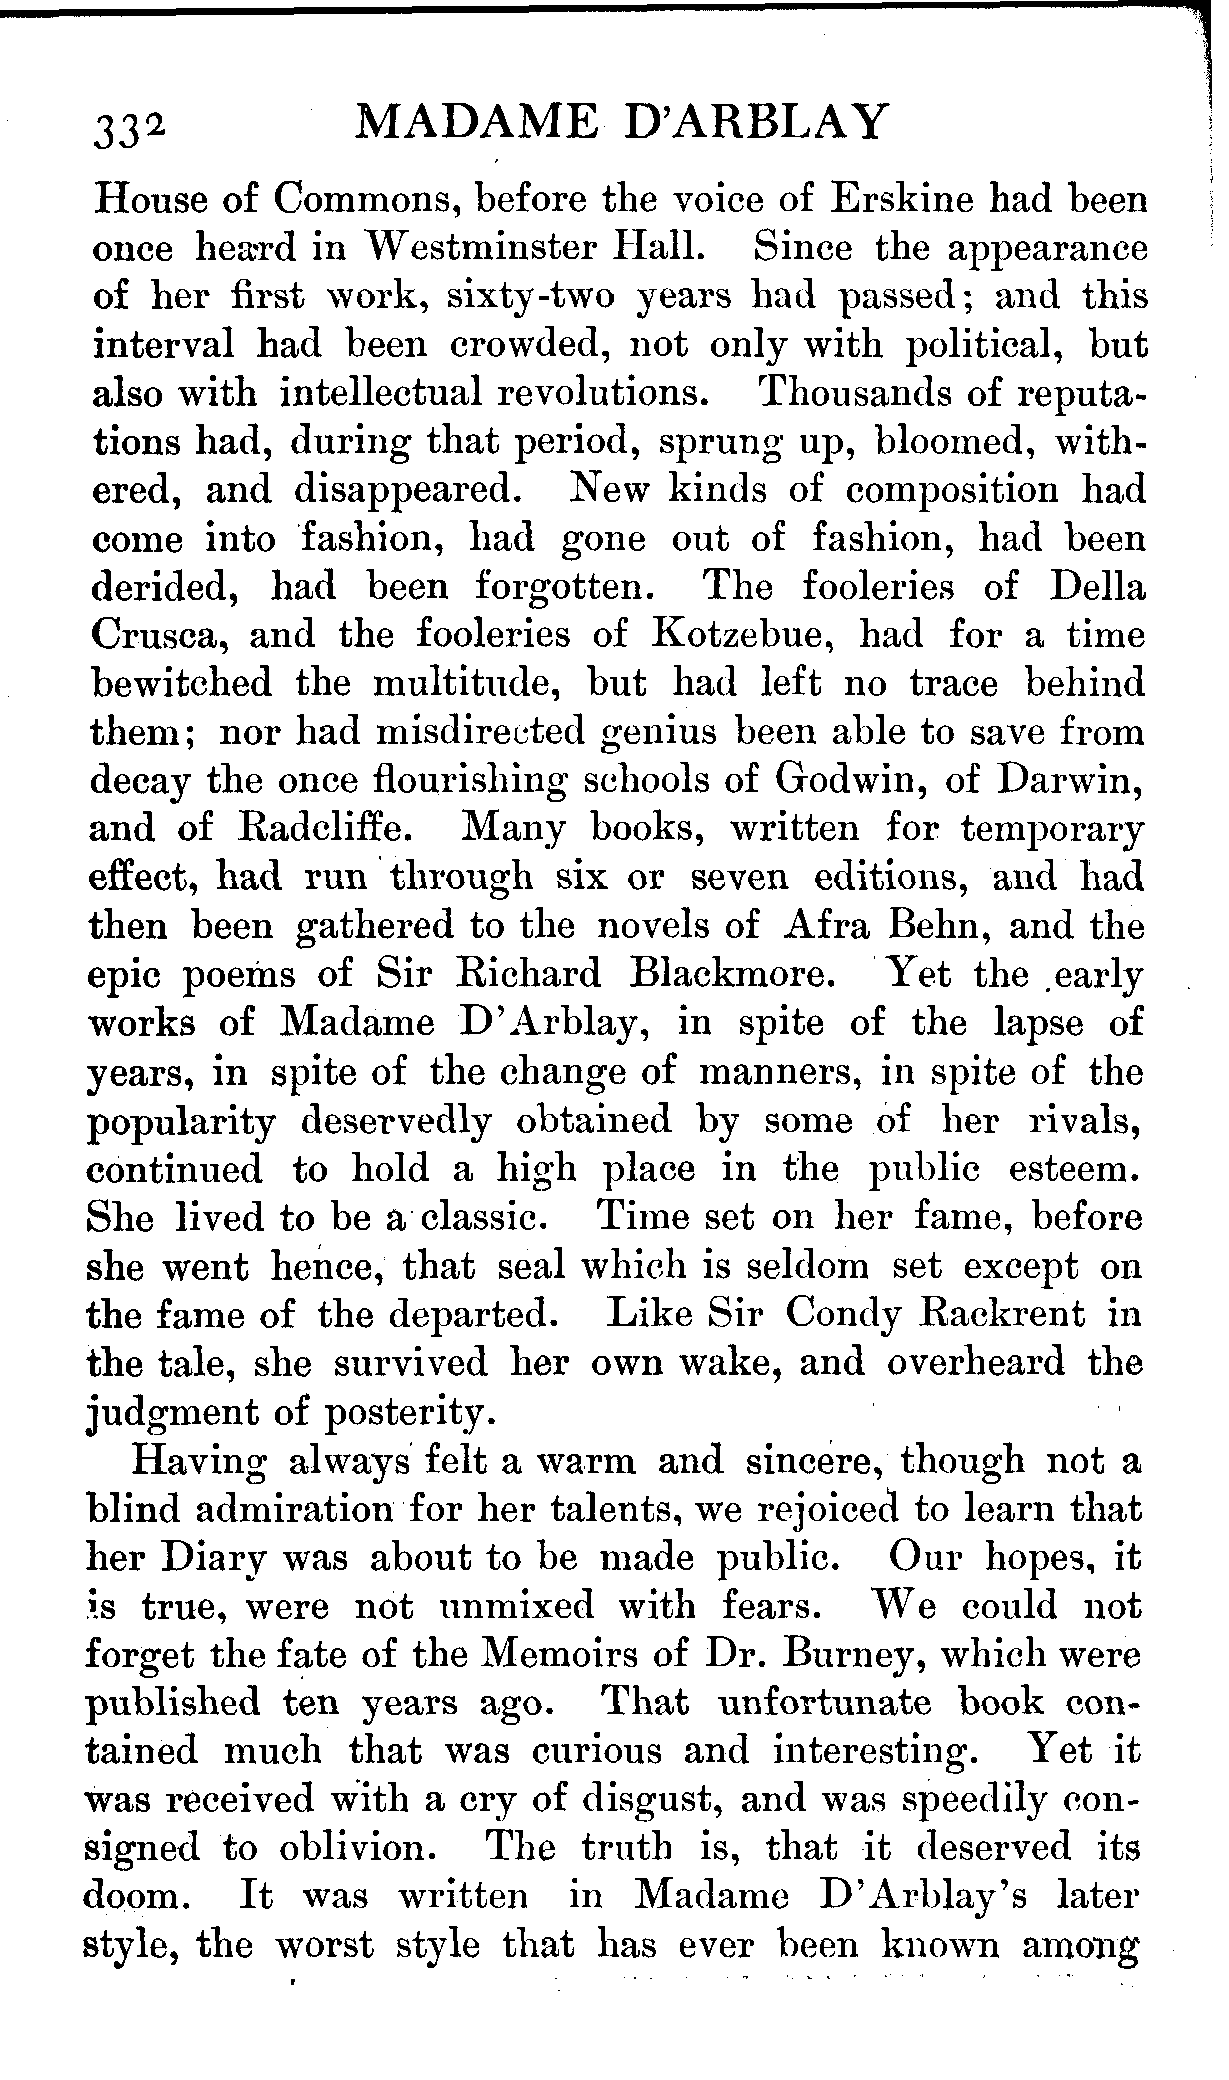 332 MADAME D'ARBLAY
House of Commons, before the voice of Erskine had been
once heard in Westminster Hall. Since the appearance
of her first work, sixty-two years had passed; and this
interval had been crowded, not only with political, but
also with intellectual revolutions. Thousands of reputa-
tions had, during that period, sprung up, bloomed, with-
ered, and disappeared. New kinds of composition had
come into fashion, had gone out of fashion, had been
derided, had been forgotten. The fooleries of Della
Crusca, and the fooleries of Kotzebue, had for a time
bewitched the multitude, but had left no trace behind
them; nor had misdirected genius been able to save from
decay the once flourishing schools of Godwin, of Darwin,
and of Radcliffe. Many books, written for temporary
effect, had run through six or seven editions, and had
then been gathered to the novels of Afra Behn, and the
epic poems of Sir Richard Blackmore. Yet the early
works of Madame D'Arblay, in spite of the lapse of
years, in spite of the change of manners, in spite of the
popularity deservedly obtained by some of her rivals,
continued to hold a high place in the public esteem.
She lived to be a classic. Time set on her fame, before
she went hence, that seal which is seldom set except on
the fame of the departed. Like Sir Condy Rackrent in
the tale, she survived her own wake, and overheard the
judgment of posterity.
Having always felt a warm and sincere, though not a
blind admiration for her talents, we rejoiced to learn that
her Diary was about to be made public. Our hopes, it
is true, were not unmixed with fears. We could not
forget the fate of the Memoirs of Dr. Burney, which were
published ten years ago. That unfortunate book con-
tained much that was curious and interesting. Yet it
was received with a cry of disgust, and was speedily con-
signed to oblivion. The truth is, that it deserved its
doom. It was written in Madame D'Arblay's later
style, the worst style that has ever been known among